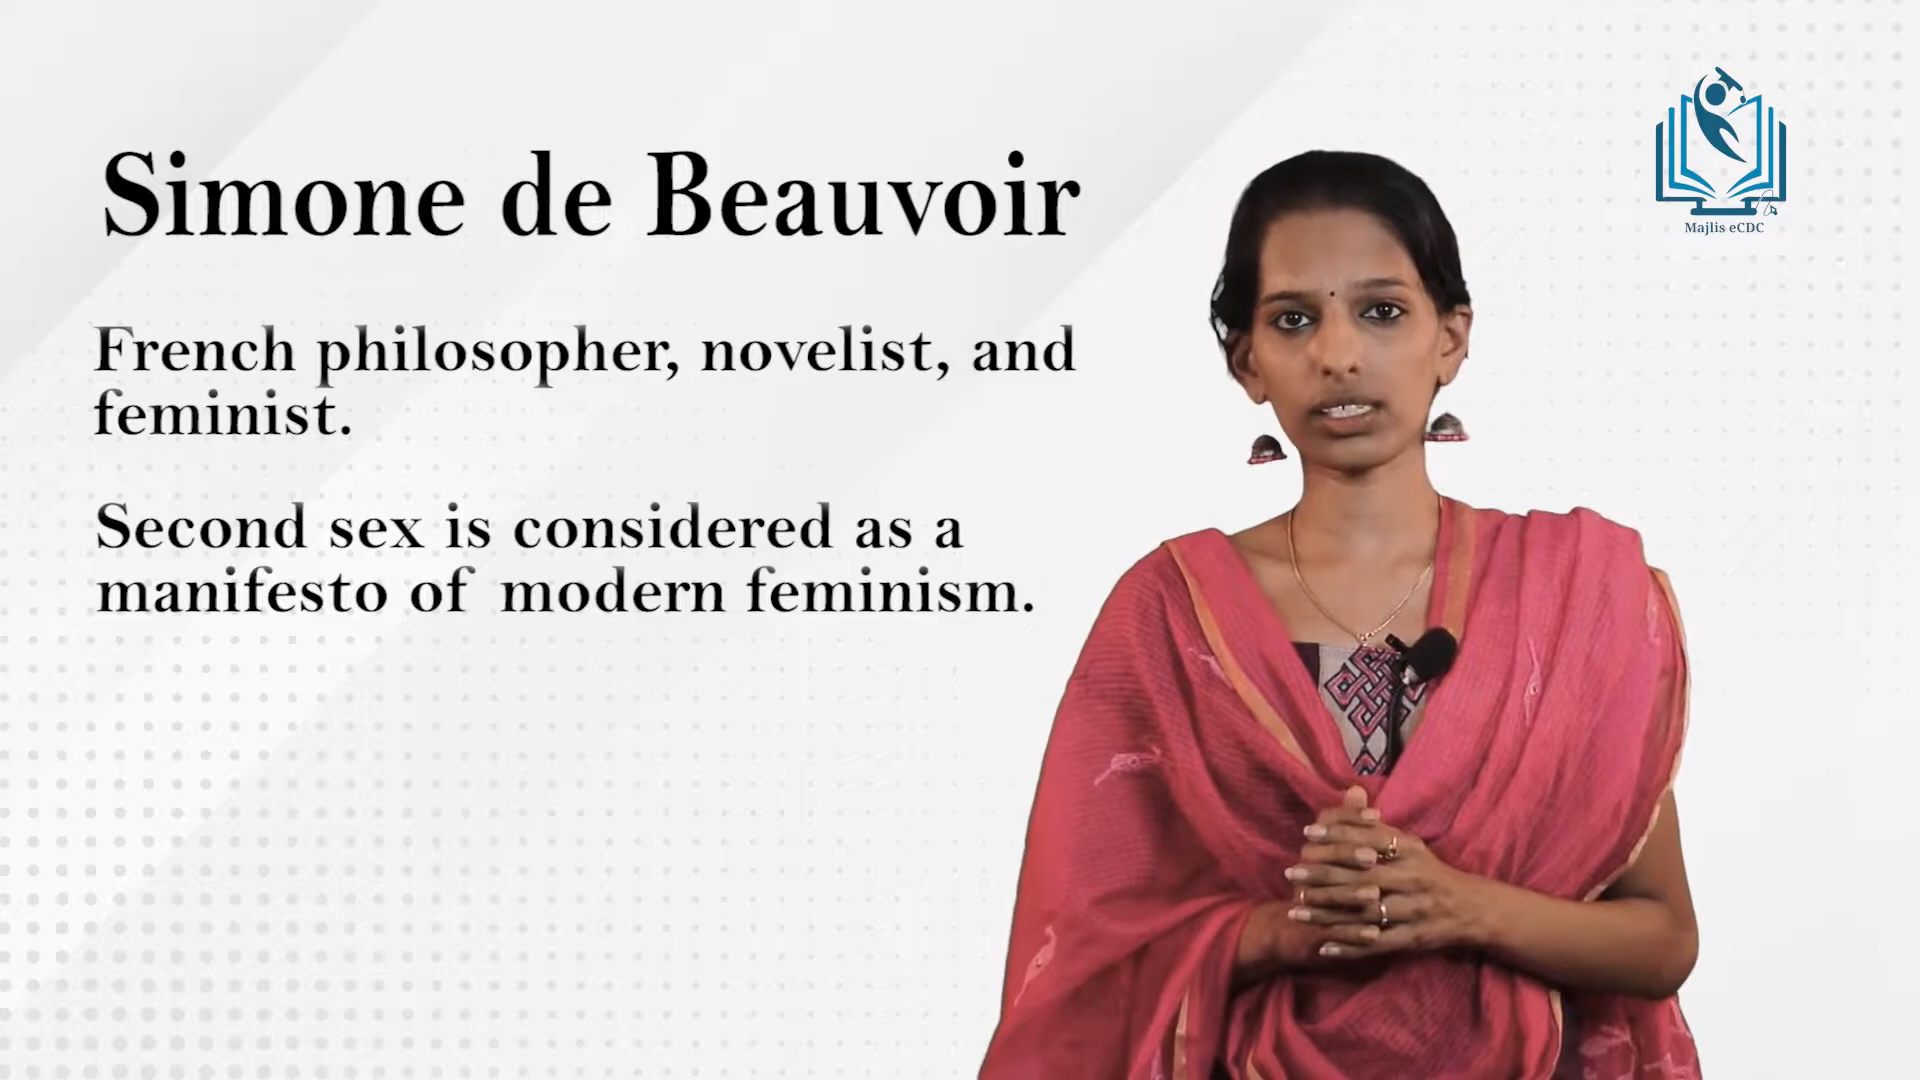 Simone de Beauvoir
French philosopher, novelist, and
feminist.
Second sex is considered as a
manifesto of modern feminism.
Majlis eCDC